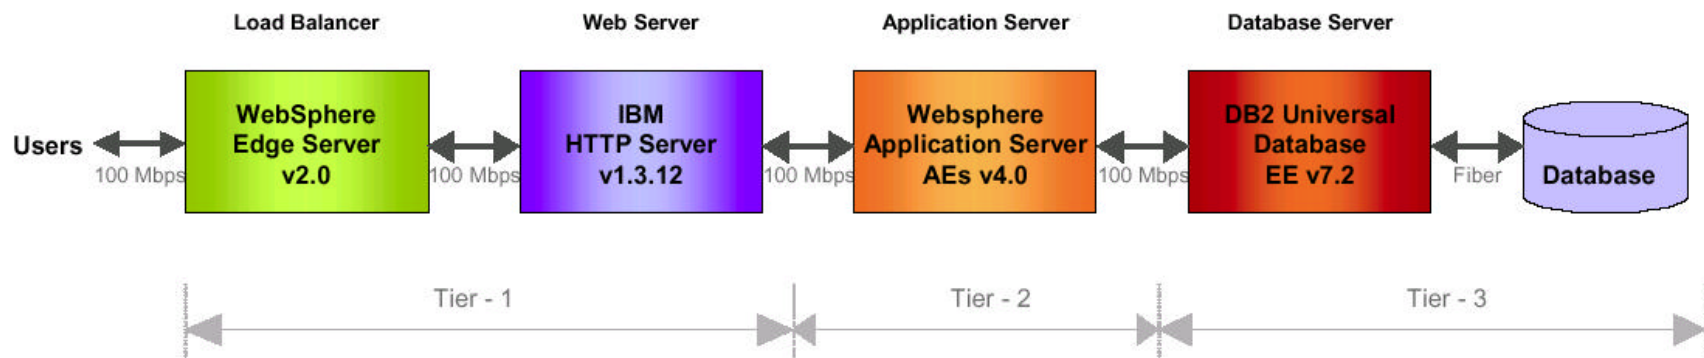 Load Balancer
Web Server
Application Server
Database Server
Users
100 Mbps
WebSphere
Edge Server
v2.0
100 Mbps
IBM
HTTP Server
v1.3.12
100 Mbps
Websphere
Application Server
AEs v4.0
100 Mbps
DB2 Universal
Database
EE v7.2
Fiber
Database
Tier - 1
Tier - 2
Tier - 3